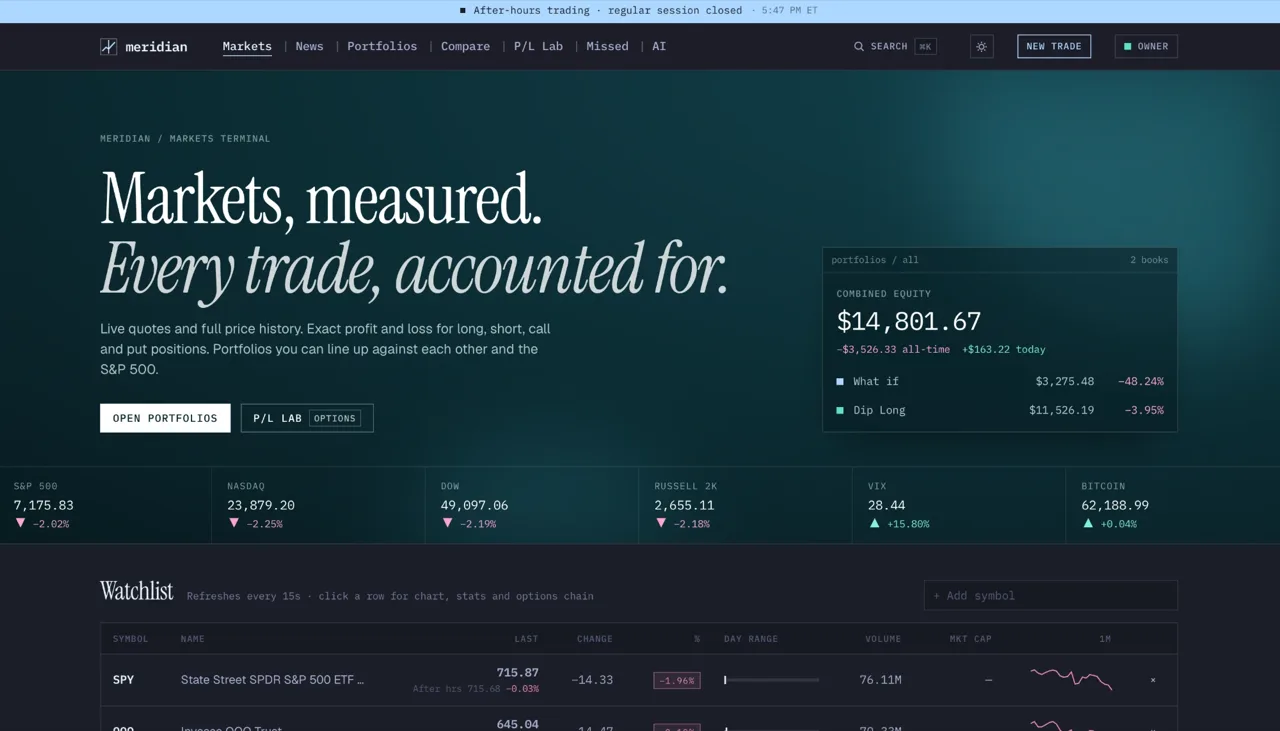 After-hours trading · regular session closed · 5:47 PM ET
meridian Markets | News | Portfolios | Compare | P/L Lab | Missed | AI SEARCH ⌘K NEW TRADE OWNER
MERIDIAN / MARKETS TERMINAL
Markets, measured.
Every trade, accounted for.
Live quotes and full price history. Exact profit and loss for long, short, call
and put positions. Portfolios you can line up against each other and the
S&P 500.
OPEN PORTFOLIOS P/L LAB OPTIONS
portfolios / all 2 books
COMBINED EQUITY
$14,801.67
−$3,526.33 all-time +$163.22 today
What if $3,275.48 −48.24%
Dip Long $11,526.19 −3.95%
S&P 500 NASDAQ DOW RUSSELL 2K VIX BITCOIN
7,175.83 23,879.20 49,097.06 2,655.11 28.44 62,188.99
▼ −2.02% ▼ −2.25% ▼ −2.19% ▼ −2.18% ▲ +15.80% ▲ +0.04%
Watchlist Refreshes every 15s · click a row for chart, stats and options chain + Add symbol
SYMBOL NAME LAST CHANGE % DAY RANGE VOLUME MKT CAP 1M
SPY State Street SPDR S&P 500 ETF … 715.87 −14.33 −1.96% 76.11M — ×
After hrs 715.68 −0.03%
645.04